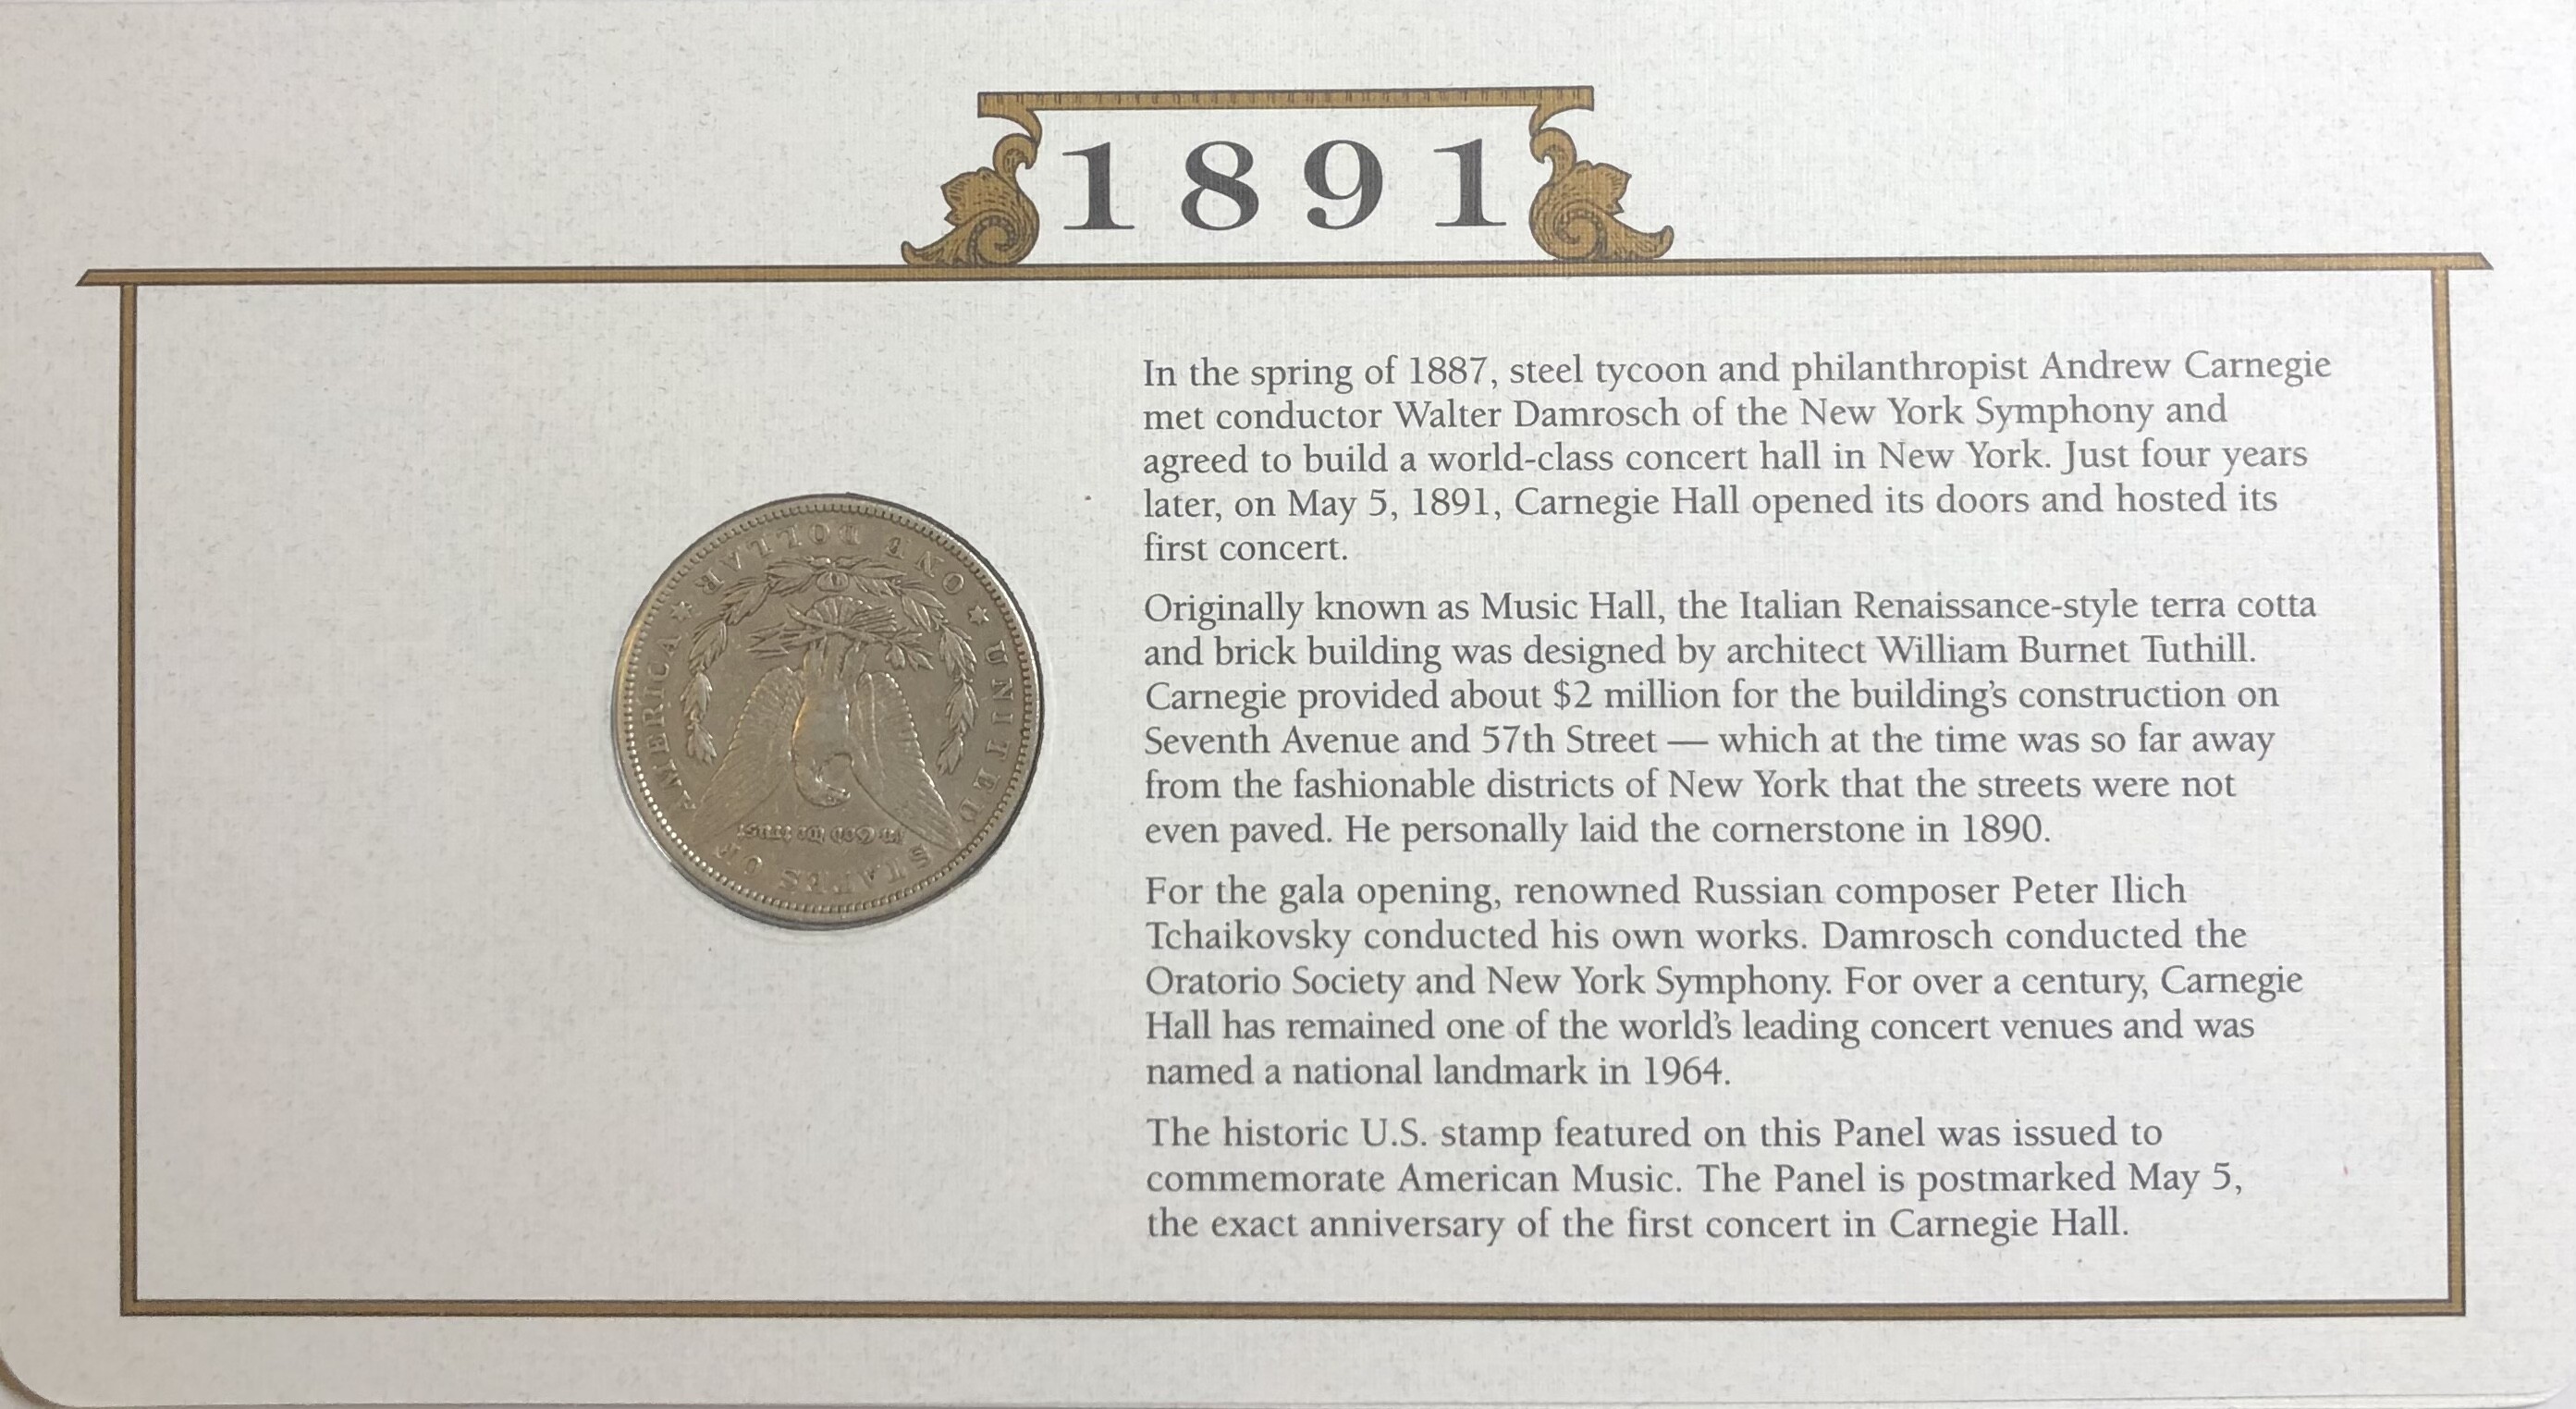 1891
In the spring of 1887, steel tycoon and philanthropist Andrew Carnegie
met conductor Walter Damrosch of the New York Symphony and
agreed to build a world-class concert hall in New York. Just four years
later, on May 5, 1891, Carnegie Hall opened its doors and hosted its
first concert.
Originally known as Music Hall, the Italian Renaissance-style terra cotta
and brick building was designed by architect William Burnet Tuthill.
Carnegie provided about $2 million for the building's construction on
Seventh Avenue and 57th Street — which at the time was so far away
from the fashionable districts of New York that the streets were not
even paved. He personally laid the cornerstone in 1890.
For the gala opening, renowned Russian composer Peter Ilich
Tchaikovsky conducted his own works. Damrosch conducted the
Oratorio Society and New York Symphony. For over a century, Carnegie
Hall has remained one of the world's leading concert venues and was
named a national landmark in 1964.
The historic U.S. stamp featured on this Panel was issued to
commemorate American Music. The Panel is postmarked May 5,
the exact anniversary of the first concert in Carnegie Hall.
UNITED STATES OF AMERICA
ONE DOLLAR
In God We Trust
O